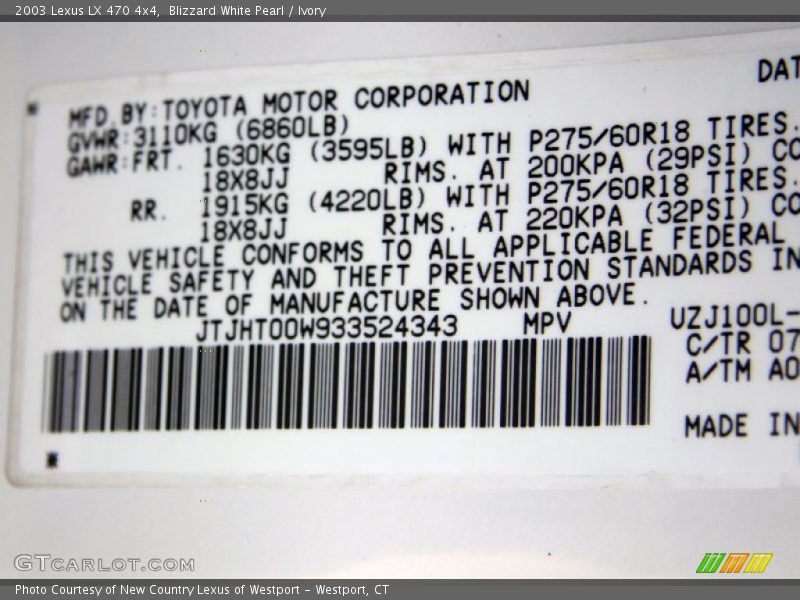 2003 Lexus LX 470 4x4, Blizzard White Pearl / Ivory
DAT
MFD.BY:TOYOTA MOTOR CORPORATION
GVWR:3110KG (6860LB)
GAWR:FRT. 1630KG (3595LB) WITH P275/60R18 TIRES.
18X8JJ RIMS. AT 200KPA (29PSI) CO
RR. 1915KG (4220LB) WITH P275/60R18 TIRES.
18X8JJ RIMS. AT 220KPA (32PSI) CO
THIS VEHICLE CONFORMS TO ALL APPLICABLE FEDERAL
VEHICLE SAFETY AND THEFT PREVENTION STANDARDS IN
ON THE DATE OF MANUFACTURE SHOWN ABOVE.
JTJHT00W933524343 MPV UZJ100L-
C/TR 07
A/TM A0
MADE IN
GTCARLOT.COM
Photo Courtesy of New Country Lexus of Westport - Westport, CT